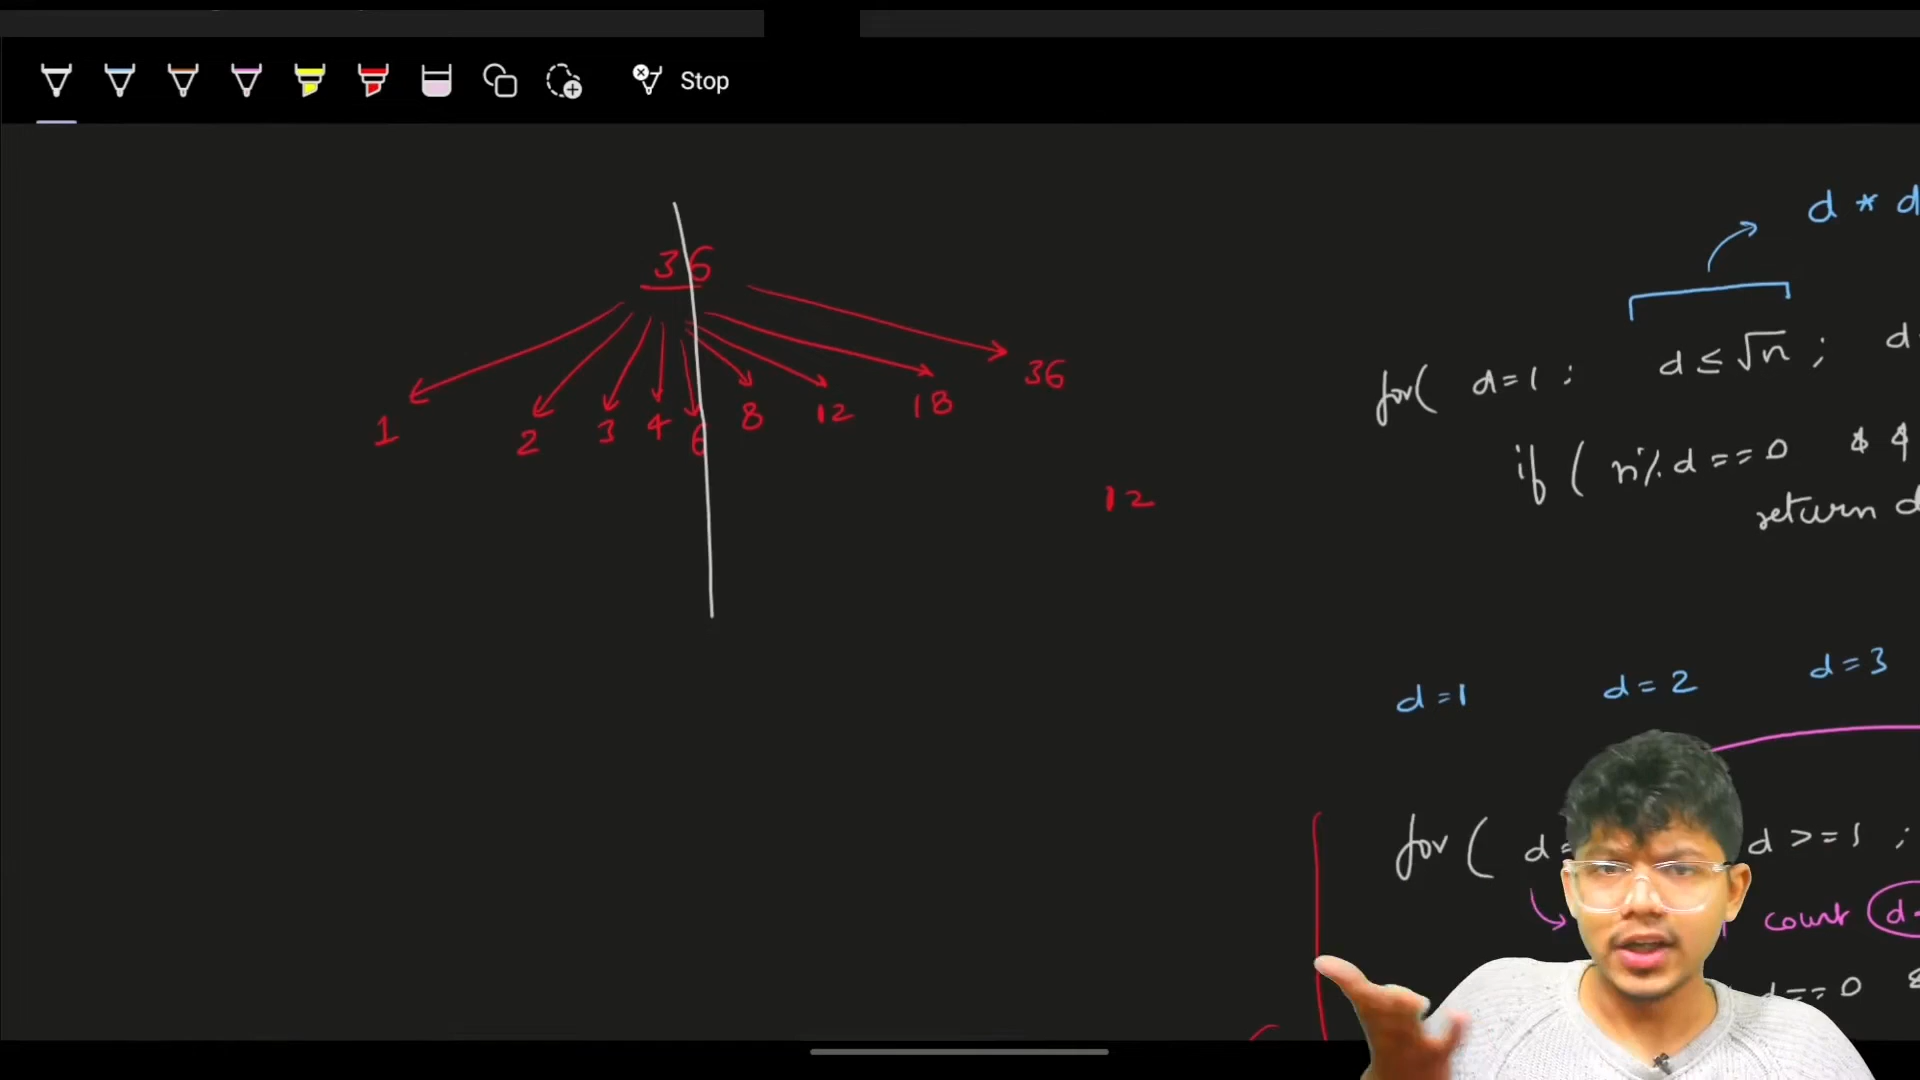 Stop
36
1 2 3 4 6 8 12 18 36
12
d * d
for( d=1 ; d ≤ √n ; d
if ( n % d == 0 & &
return d
d = 1 d = 2 d = 3
for ( d = d >= 1 ;
count d
d == 0 &